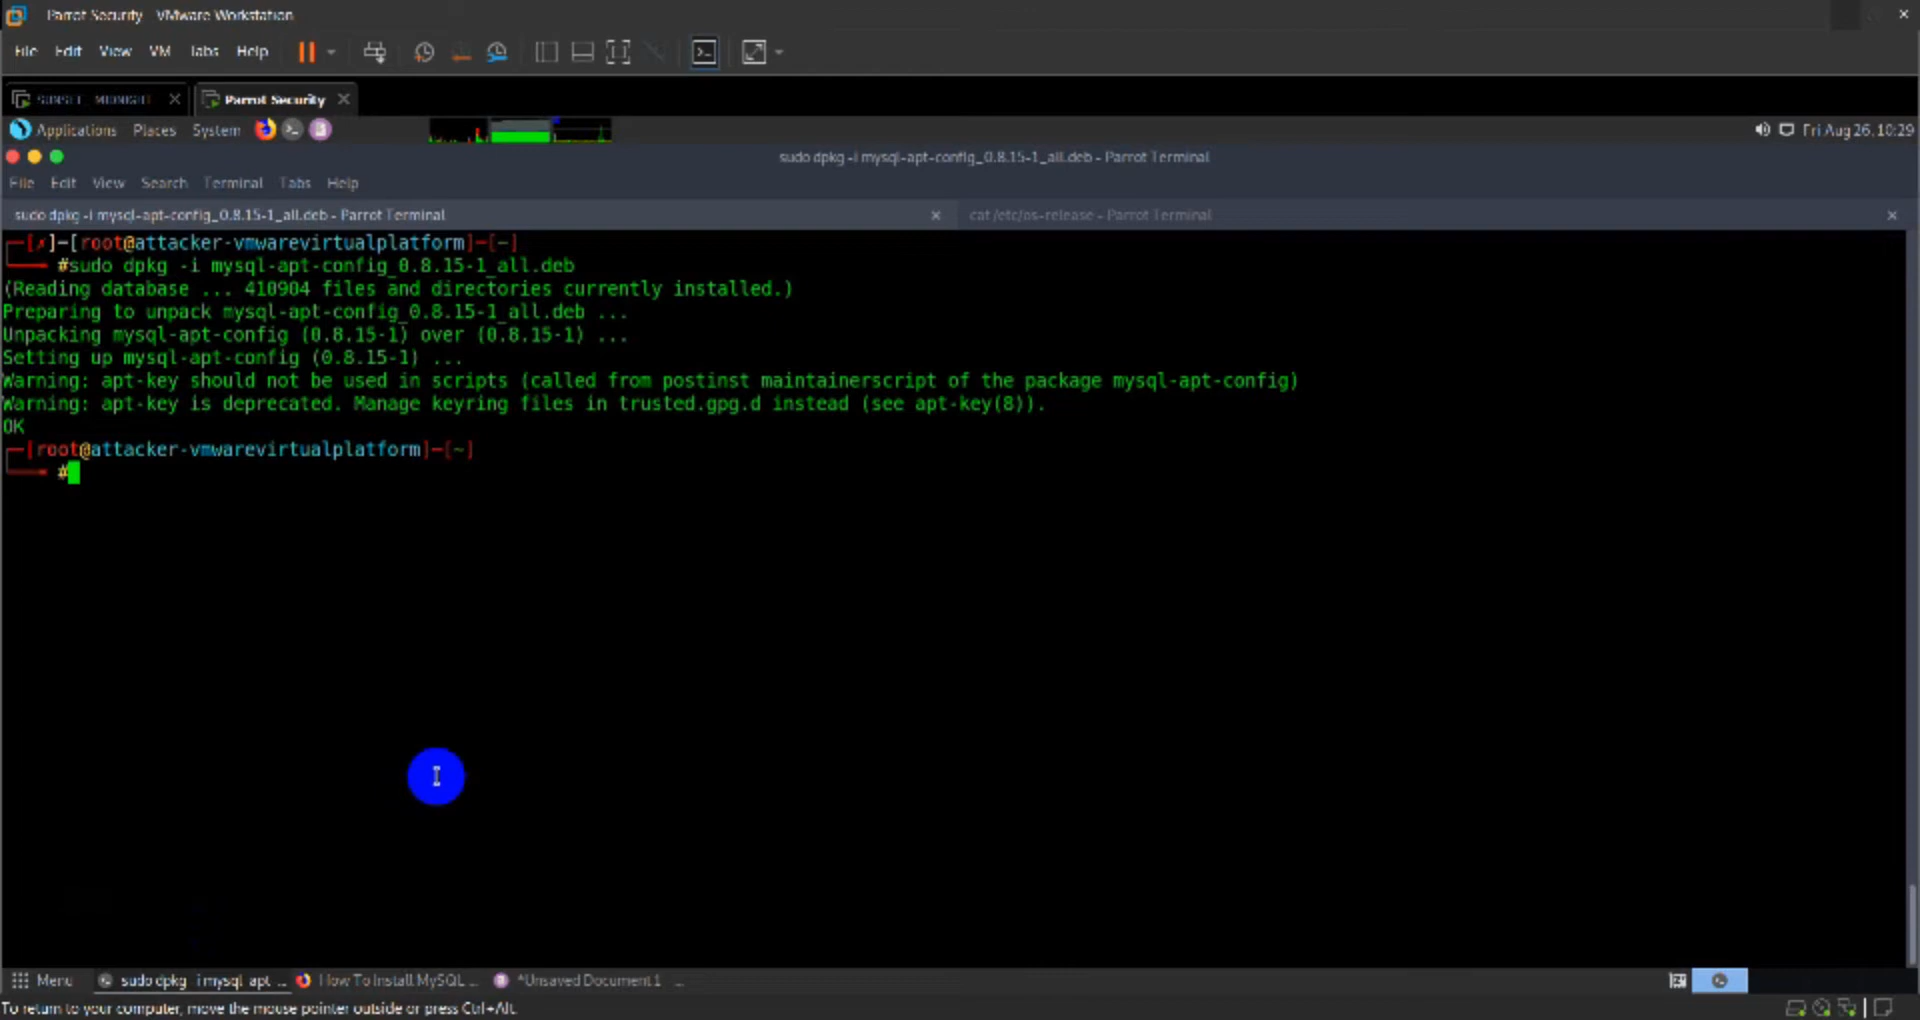 Parrot Security VMware Workstation
File Edit View VM Tabs Help
SUNSET MIDNIGHT Parrot Security
Applications Places System Fri Aug 26, 10:29
sudo dpkg -i mysql-apt-config_0.8.15-1_all.deb - Parrot Terminal
File Edit View Search Terminal Tabs Help
sudo dpkg -i mysql-apt-config_0.8.15-1_all.deb - Parrot Terminal cat /etc/os-release - Parrot Terminal
┌─[✗]─[root@attacker-vmwarevirtualplatform]─[~]
└──╼ #sudo dpkg -i mysql-apt-config_0.8.15-1_all.deb
(Reading database ... 410904 files and directories currently installed.)
Preparing to unpack mysql-apt-config_0.8.15-1_all.deb ...
Unpacking mysql-apt-config (0.8.15-1) over (0.8.15-1) ...
Setting up mysql-apt-config (0.8.15-1) ...
Warning: apt-key should not be used in scripts (called from postinst maintainerscript of the package mysql-apt-config)
Warning: apt-key is deprecated. Manage keyring files in trusted.gpg.d instead (see apt-key(8)).
OK
┌─[root@attacker-vmwarevirtualplatform]─[~]
└──╼ #
Menu sudo dpkg -i mysql-apt ... How To Install MySQL ... *Unsaved Document 1 ...
To return to your computer, move the mouse pointer outside or press Ctrl+Alt.